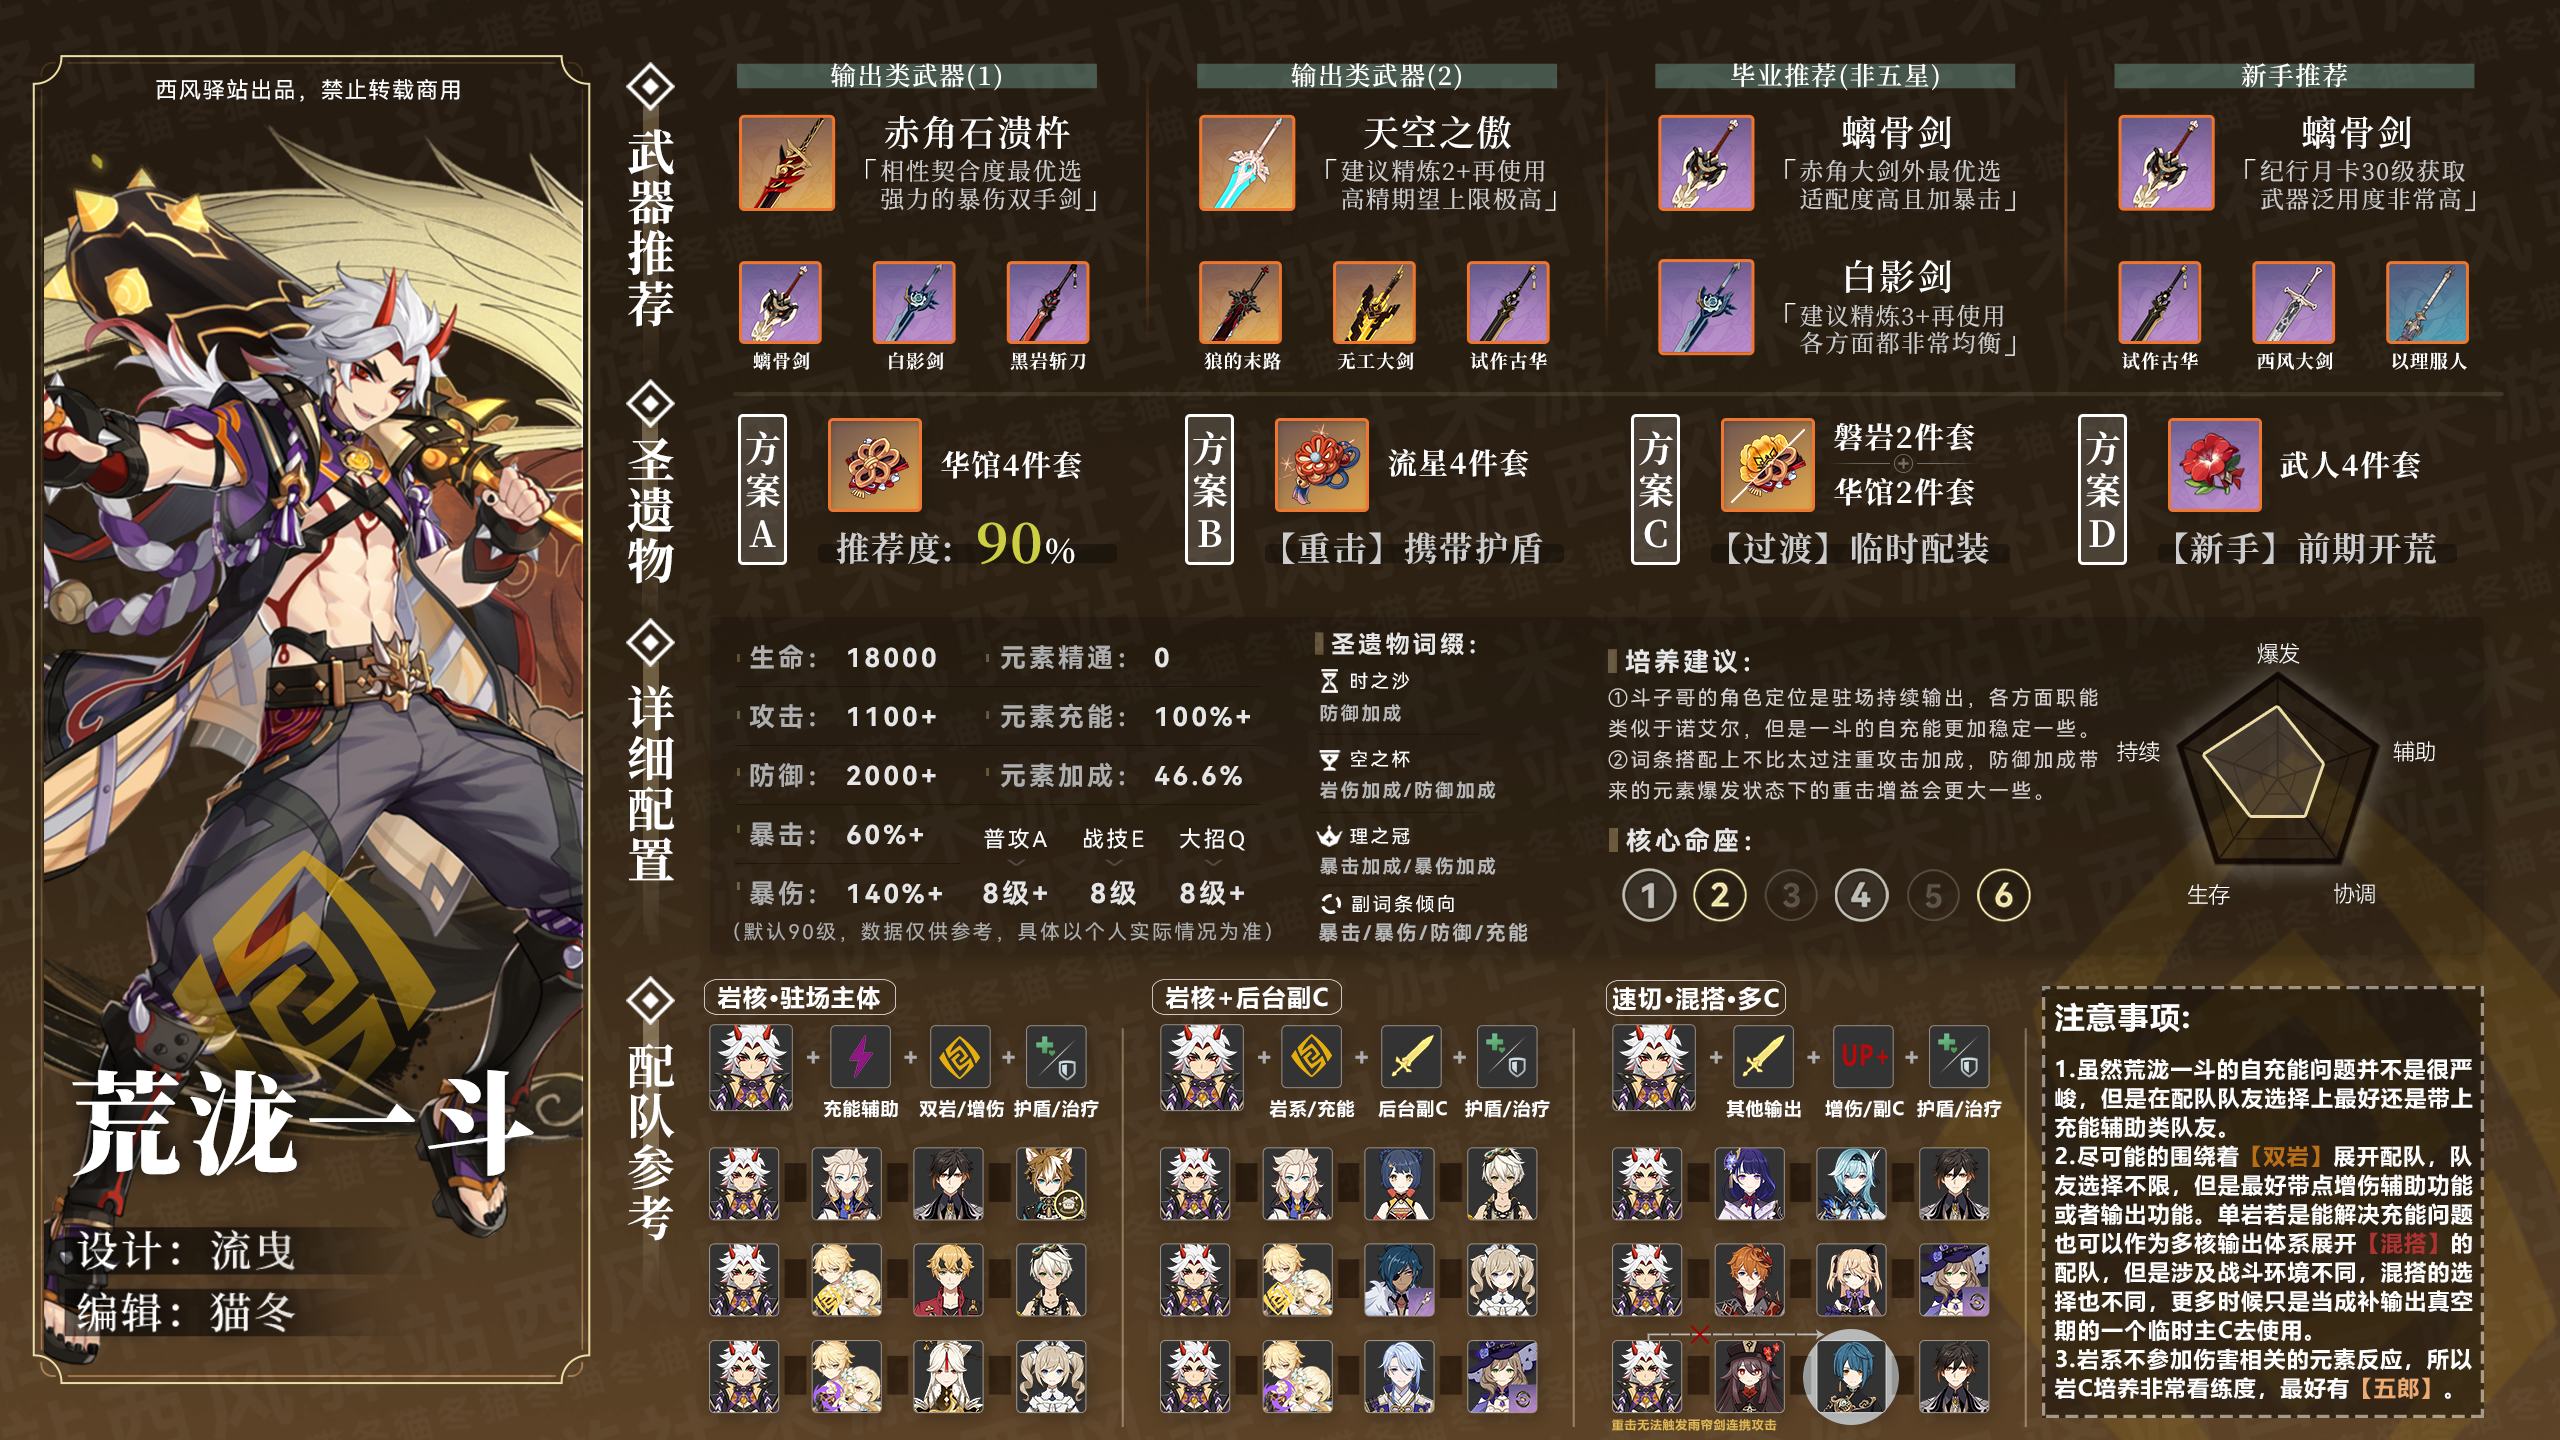 西风驿站出品，禁止转载商用
荒泷一斗
设计：流曳
编辑：猫冬
武器推荐
输出类武器(1)
赤角石溃杵
「相性契合度最优选
强力的暴伤双手剑」
螭骨剑
白影剑
黑岩斩刀
输出类武器(2)
天空之傲
「建议精炼2+再使用
高精期望上限极高」
狼的末路
无工大剑
试作古华
毕业推荐(非五星)
螭骨剑
「赤角大剑外最优选
适配度高且加暴击」
白影剑
「建议精炼3+再使用
各方面都非常均衡」
新手推荐
螭骨剑
「纪行月卡30级获取
武器泛用度非常高」
试作古华
西风大剑
以理服人
圣遗物
方案A
华馆4件套
推荐度：90%
方案B
流星4件套
【重击】携带护盾
方案C
磐岩2件套
华馆2件套
【过渡】临时配装
方案D
武人4件套
【新手】前期开荒
详细配置
生命：18000
元素精通：0
攻击：1100+
元素充能：100%+
防御：2000+
元素加成：46.6%
暴击：60%+
普攻A 战技E 大招Q
暴伤：140%+
8级+ 8级 8级+
(默认90级，数据仅供参考，具体以个人实际情况为准)
圣遗物词缀：
时之沙
防御加成
空之杯
岩伤加成/防御加成
理之冠
暴击加成/暴伤加成
副词条倾向
暴击/暴伤/防御/充能
培养建议：
①斗子哥的角色定位是驻场持续输出，各方面职能
类似于诺艾尔，但是一斗的自充能更加稳定一些。
②词条搭配上不比太过注重攻击加成，防御加成带
来的元素爆发状态下的重击增益会更大一些。
核心命座：
1 2 3 4 5 6
爆发
持续
辅助
生存
协调
配队参考
岩核•驻场主体
充能辅助 双岩/增伤 护盾/治疗
岩核+后台副C
岩系/充能 后台副C 护盾/治疗
速切•混搭•多C
UP+
其他输出 增伤/副C 护盾/治疗
重击无法触发雨帘剑连携攻击
注意事项:
1.虽然荒泷一斗的自充能问题并不是很严
峻，但是在配队队友选择上最好还是带上
充能辅助类队友。
2.尽可能的围绕着【双岩】展开配队，队
友选择不限，但是最好带点增伤辅助功能
或者输出功能。单岩若是能解决充能问题
也可以作为多核输出体系展开【混搭】的
配队，但是涉及战斗环境不同，混搭的选
择也不同，更多时候只是当成补输出真空
期的一个临时主C去使用。
3.岩系不参加伤害相关的元素反应，所以
岩C培养非常看练度，最好有【五郎】。